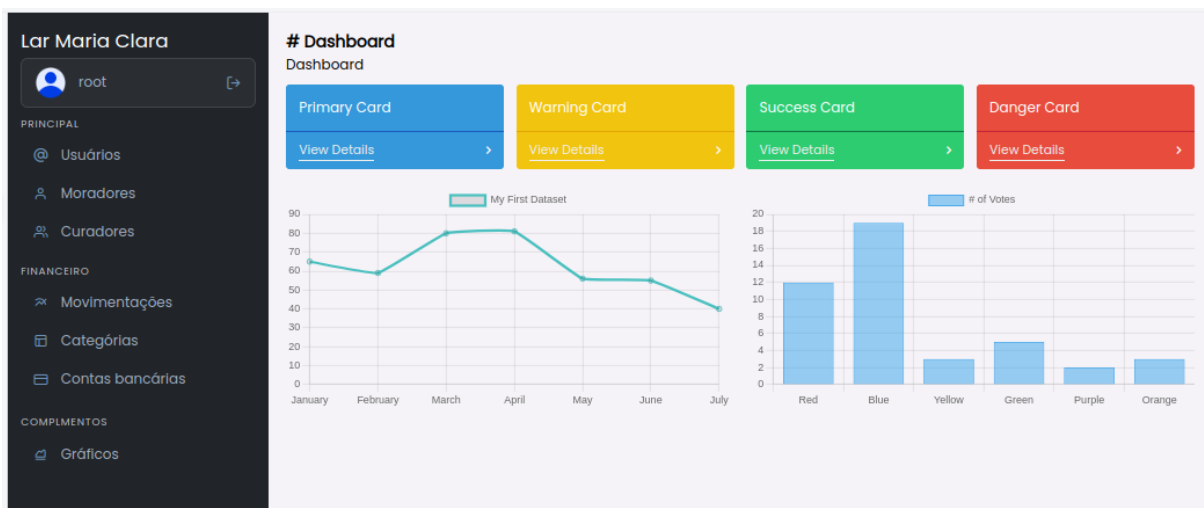 Lar Maria Clara
root
PRINCIPAL
Usuários
Moradores
Curadores
FINANCEIRO
Movimentações
Categórias
Contas bancárias
COMPLMENTOS
Gráficos
# Dashboard
Dashboard
Primary Card
View Details
Warning Card
View Details
Success Card
View Details
Danger Card
View Details
My First Dataset
90
80
70
60
50
40
30
20
10
0
January February March April May June July
# of Votes
20
18
16
14
12
10
8
6
4
2
0
Red Blue Yellow Green Purple Orange